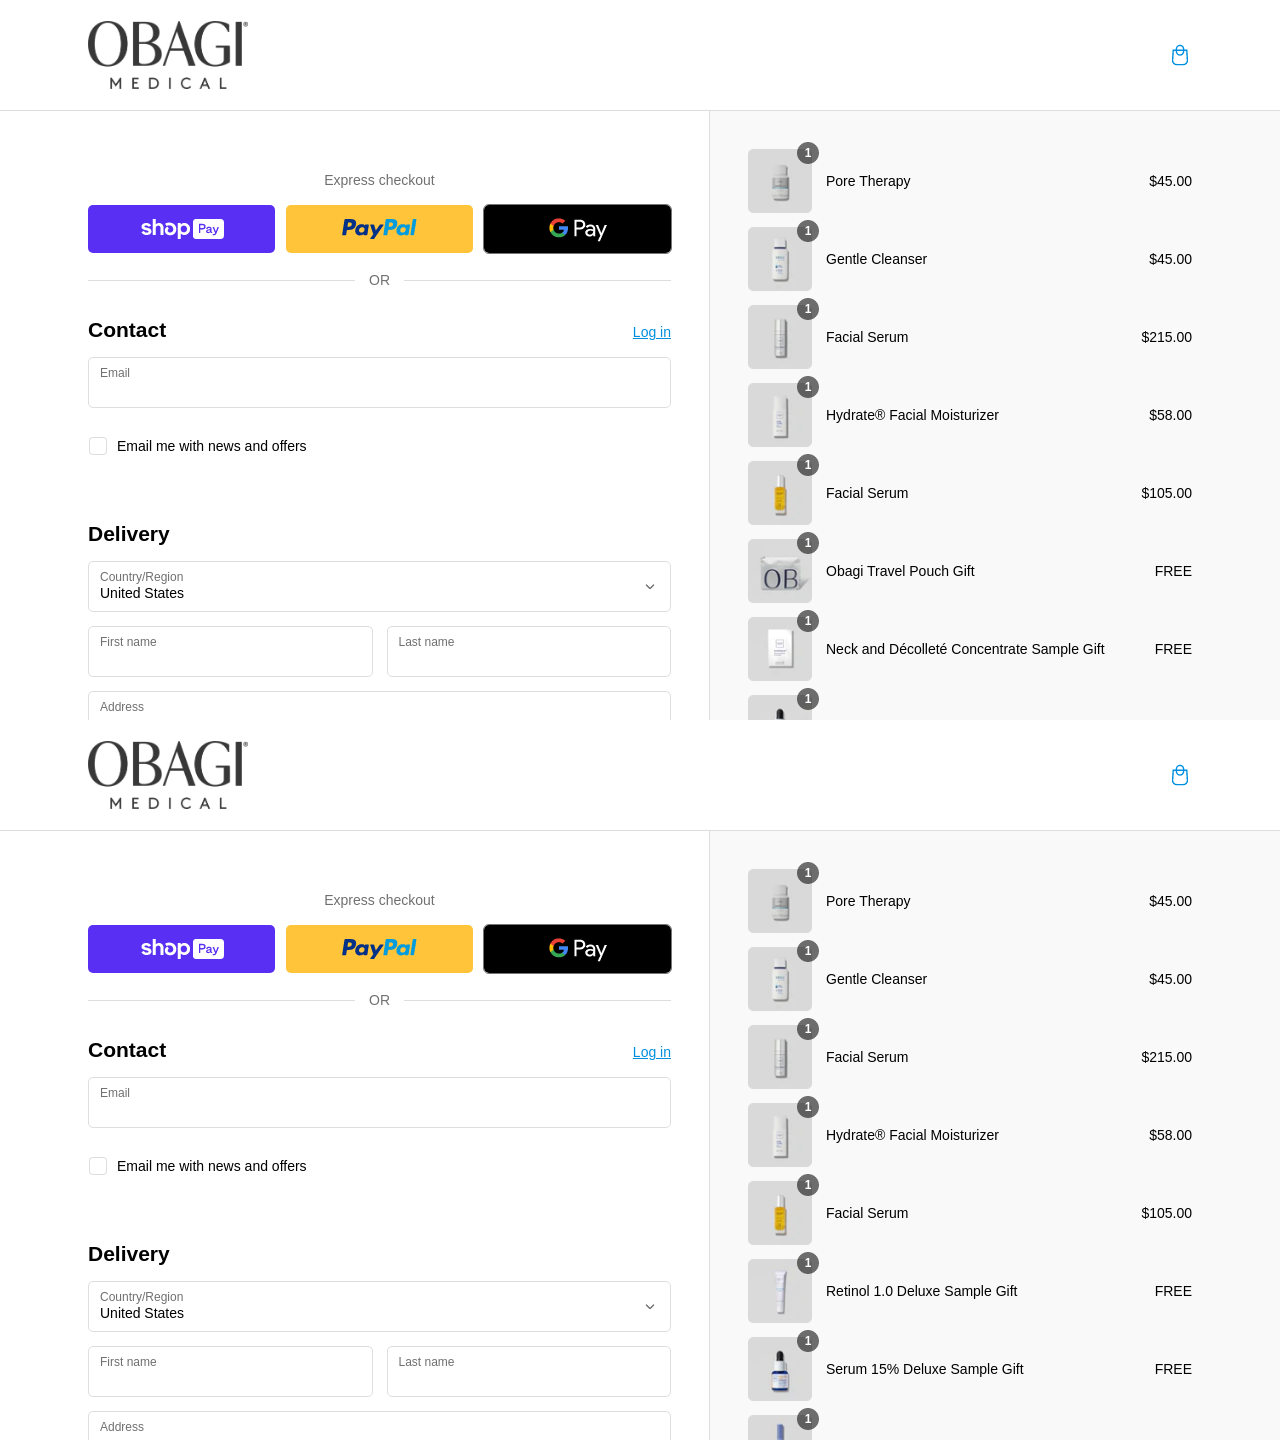 OBAGI®
MEDICAL
Express checkout
shop Pay
PayPal
G Pay
OR
Contact
Log in
Email
Email me with news and offers
Delivery
Country/Region
United States
First name
Last name
Address
1
Pore Therapy
$45.00
1
Gentle Cleanser
$45.00
1
Facial Serum
$215.00
1
Hydrate® Facial Moisturizer
$58.00
1
Facial Serum
$105.00
1
OB
Obagi Travel Pouch Gift
FREE
1
Neck and Décolleté Concentrate Sample Gift
FREE
1
OBAGI®
MEDICAL
Express checkout
shop Pay
PayPal
G Pay
OR
Contact
Log in
Email
Email me with news and offers
Delivery
Country/Region
United States
First name
Last name
Address
1
Pore Therapy
$45.00
1
Gentle Cleanser
$45.00
1
Facial Serum
$215.00
1
Hydrate® Facial Moisturizer
$58.00
1
Facial Serum
$105.00
1
Retinol 1.0 Deluxe Sample Gift
FREE
1
Serum 15% Deluxe Sample Gift
FREE
1